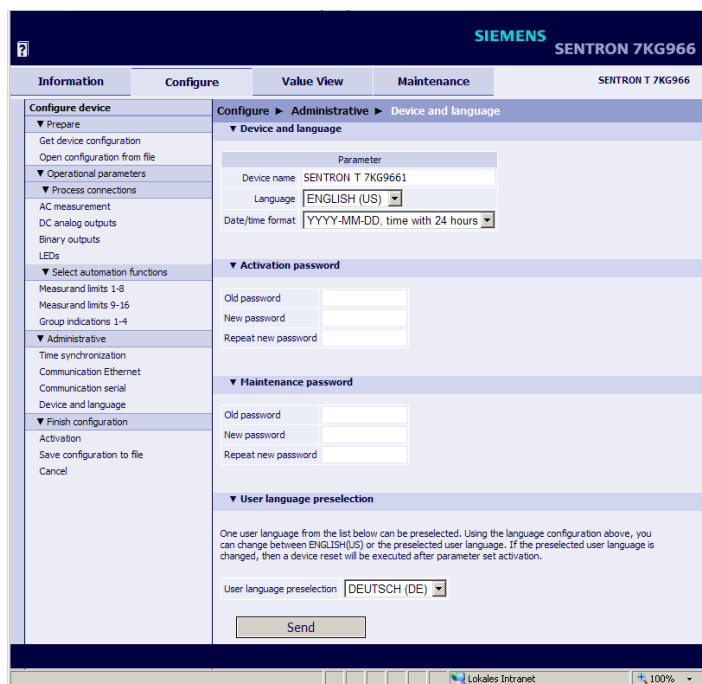 SIEMENS
SENTRON 7KG966
Information Configure Value View Maintenance SENTRON T 7KG966
Configure device
▼ Prepare
Get device configuration
Open configuration from file
▼ Operational parameters
▼ Process connections
AC measurement
DC analog outputs
Binary outputs
LEDs
▼ Select automation functions
Measurand limits 1-8
Measurand limits 9-16
Group indications 1-4
▼ Administrative
Time synchronization
Communication Ethernet
Communication serial
Device and language
▼ Finish configuration
Activation
Save configuration to file
Cancel
Configure ► Administrative ► Device and language
▼ Device and language
Parameter
Device name SENTRON T 7KG9661
Language ENGLISH (US)
Date/time format YYYY-MM-DD, time with 24 hours
▼ Activation password
Old password
New password
Repeat new password
▼ Maintenance password
Old password
New password
Repeat new password
▼ User language preselection
One user language from the list below can be preselected. Using the language configuration above, you
can change between ENGLISH(US) or the preselected user language. If the preselected user language is
changed, then a device reset will be executed after parameter set activation.
User language preselection DEUTSCH (DE)
Send
Lokales Intranet 100%